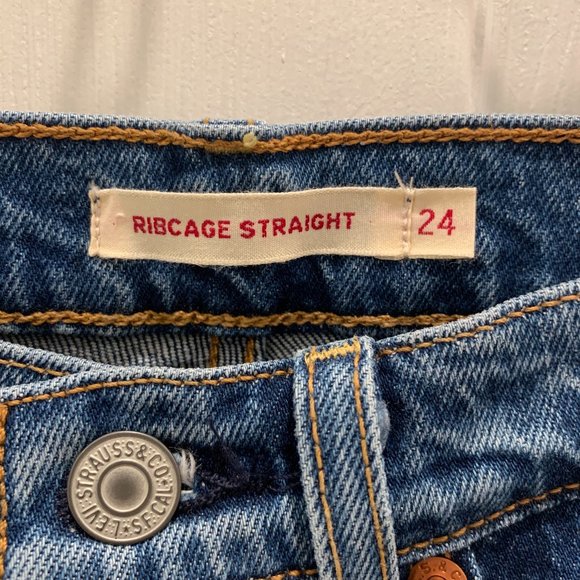 RIBCAGE STRAIGHT 24
LEVI STRAUSS & CO. S.F. CAL
S. & C